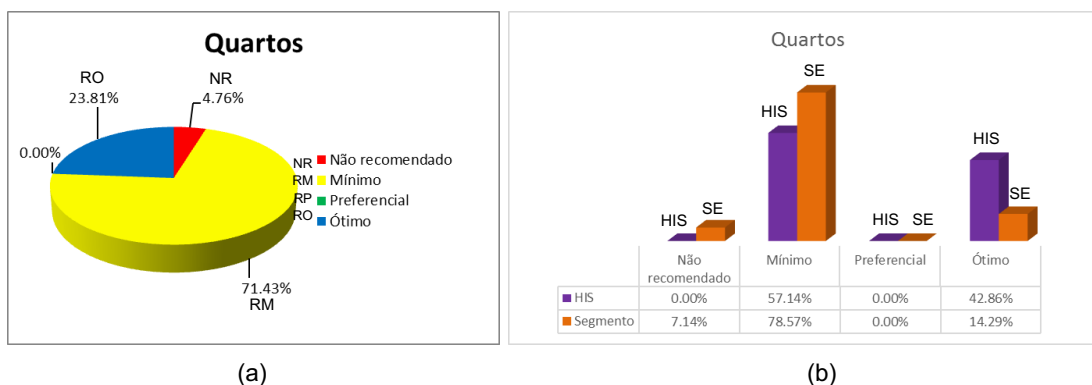 Quartos
RO
23.81%
NR
4.76%
0.00%
NR Não recomendado
RM Mínimo
RP Preferencial
RO Ótimo
71.43%
RM
(a)
Quartos
HIS SE
HIS SE
HIS SE
HIS SE
Não recomendado Mínimo Preferencial Ótimo
HIS 0.00% 57.14% 0.00% 42.86%
Segmento 7.14% 78.57% 0.00% 14.29%
(b)